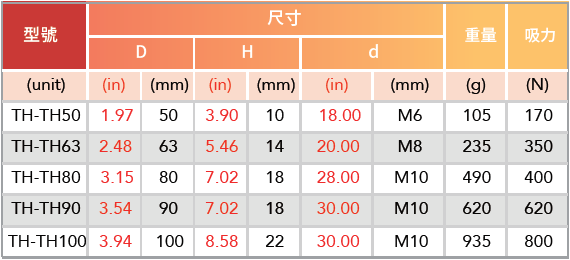 型號 尺寸 重量 吸力
D H d
(unit) (in) (mm) (in) (mm) (in) (mm) (g) (N)
TH-TH50 1.97 50 3.90 10 18.00 M6 105 170
TH-TH63 2.48 63 5.46 14 20.00 M8 235 350
TH-TH80 3.15 80 7.02 18 28.00 M10 490 400
TH-TH90 3.54 90 7.02 18 30.00 M10 620 620
TH-TH100 3.94 100 8.58 22 30.00 M10 935 800